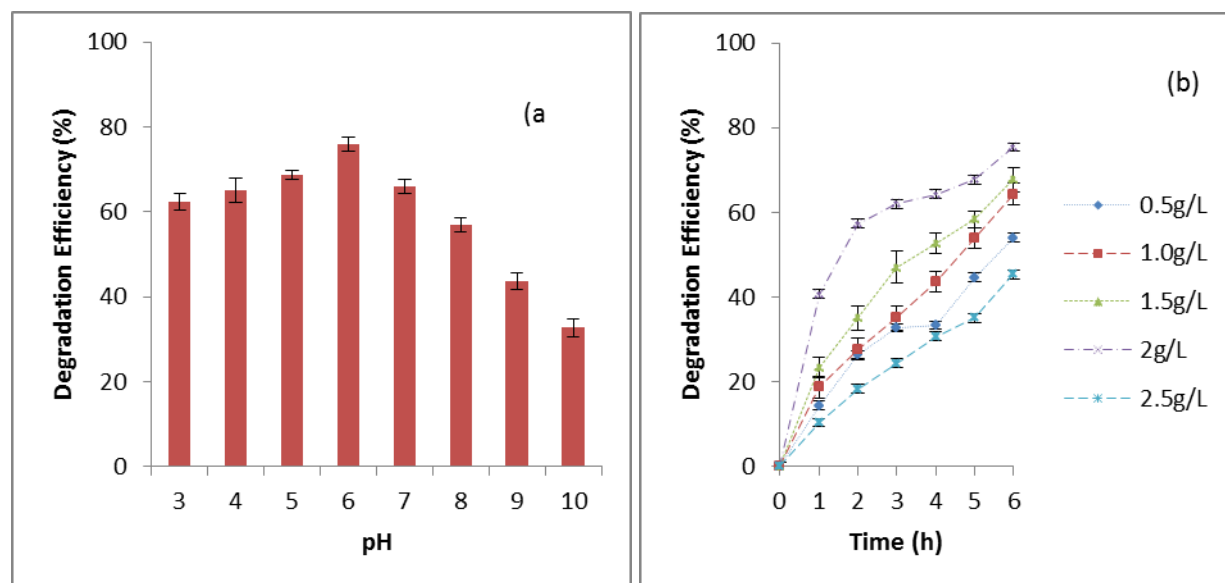 100
80
60
40
20
0
Degradation Efficiency (%)
(a
3 4 5 6 7 8 9 10
pH
100
80
60
40
20
0
Degradation Efficiency (%)
(b)
0 1 2 3 4 5 6
Time (h)
0.5g/L
1.0g/L
1.5g/L
2g/L
2.5g/L